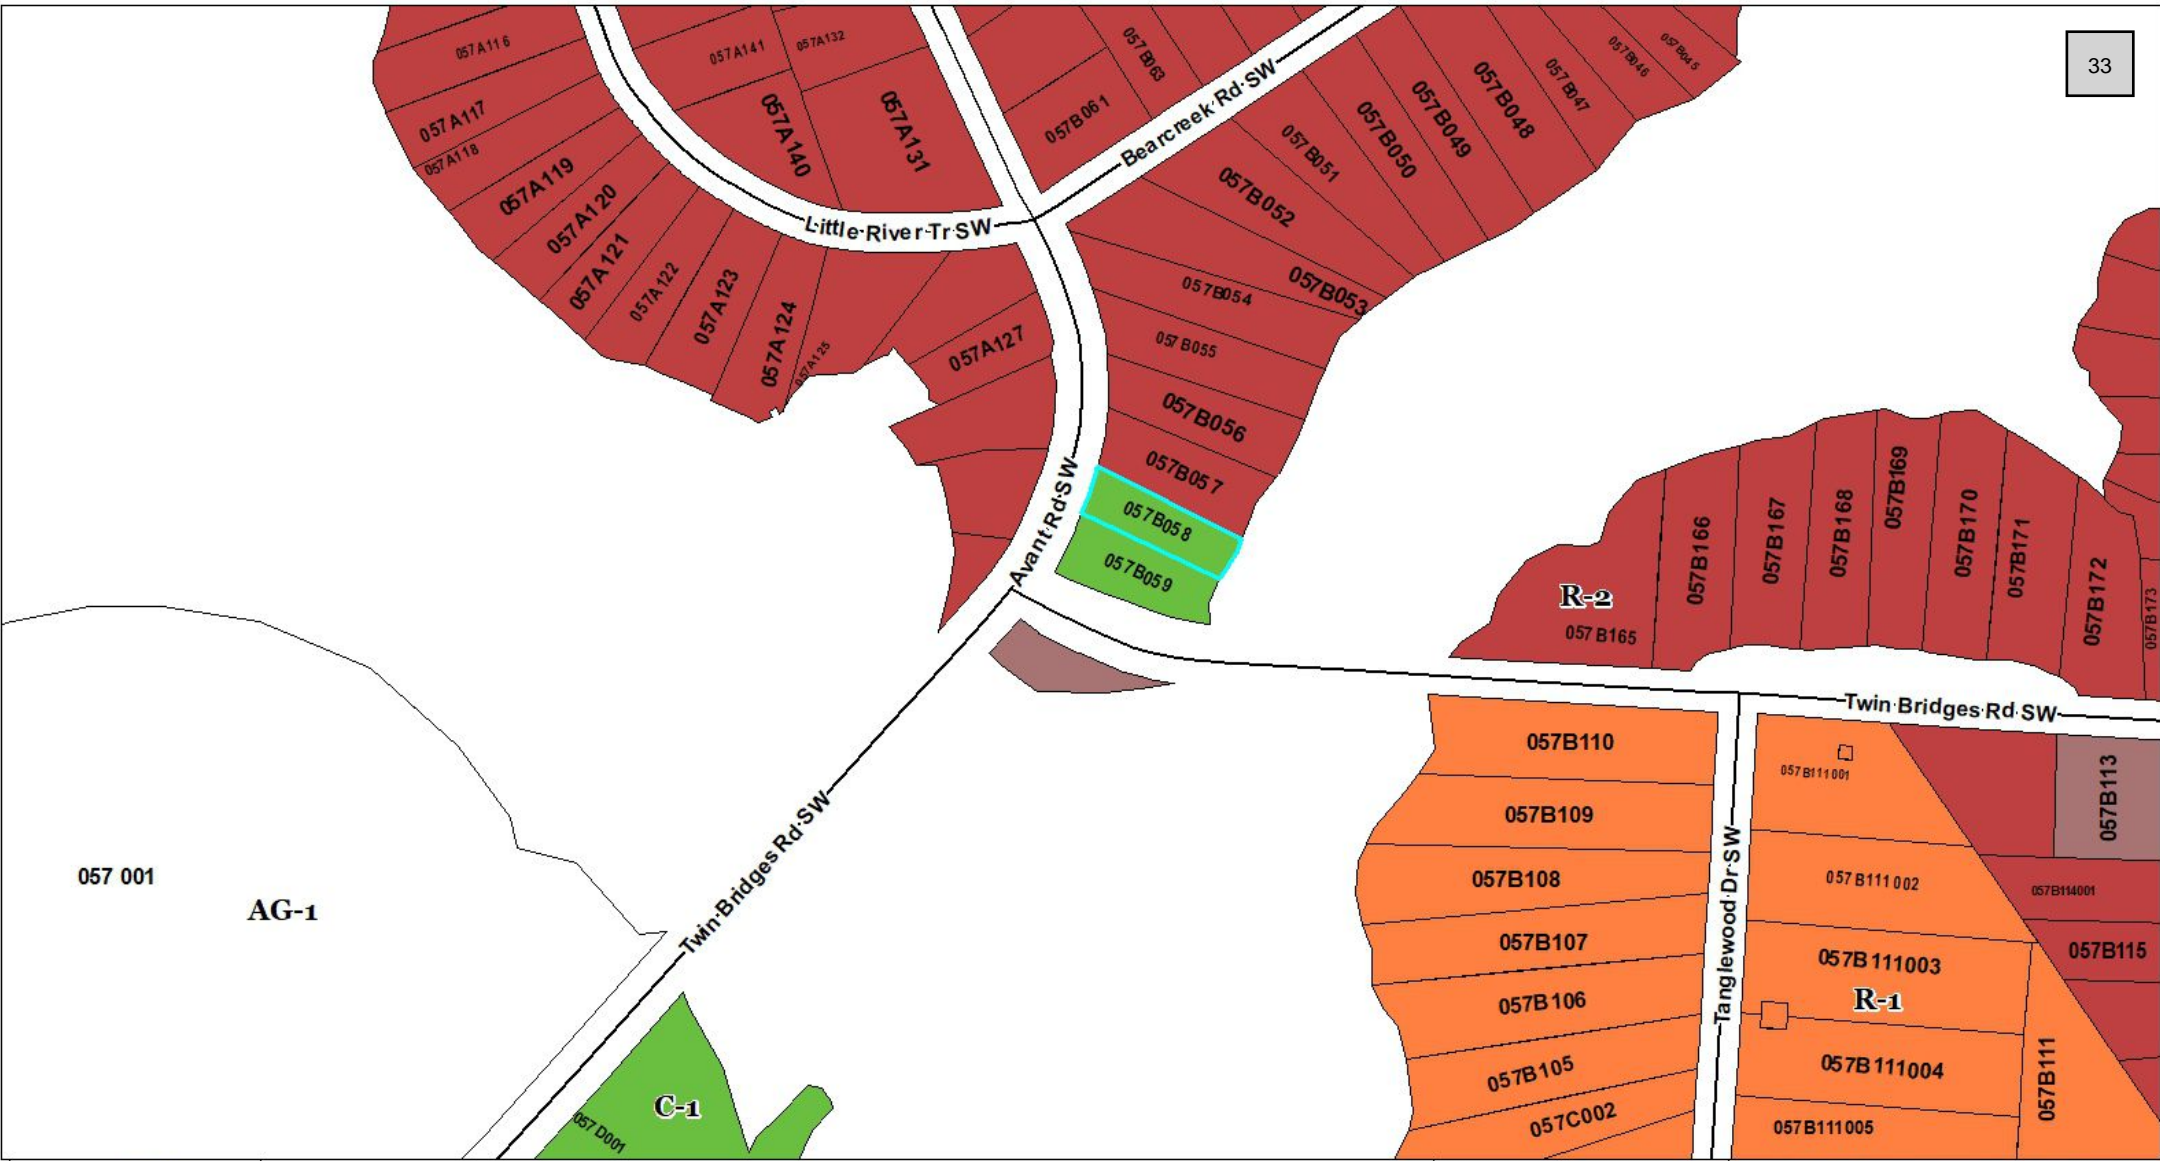 33
057A116
057A141
057A132
057B063
057B046
057B045
057A117
057A140
057A131
057B061
Bearcreek Rd SW
057B048
057B047
057B049
057B050
057B051
057A118
057A119
057A120
057A121
057A122
057A123
057A124
057A125
Little River Tr SW
057B052
057B053
057B054
057B055
057A127
057B056
057B057
057B058
057B059
Avant Rd SW
057B166
057B167
057B168
057B169
057B170
057B171
057B172
057B173
R-2
057B165
Twin Bridges Rd SW
057B110
057B111001
057B113
057B109
Twin Bridges Rd SW
057 001
AG-1
057B108
057B111002
057B114001
Tanglewood Dr SW
057B107
057B111003
057B115
057B106
R-1
057B105
057B111004
057B111
C-1
057D001
057C002
057B111005